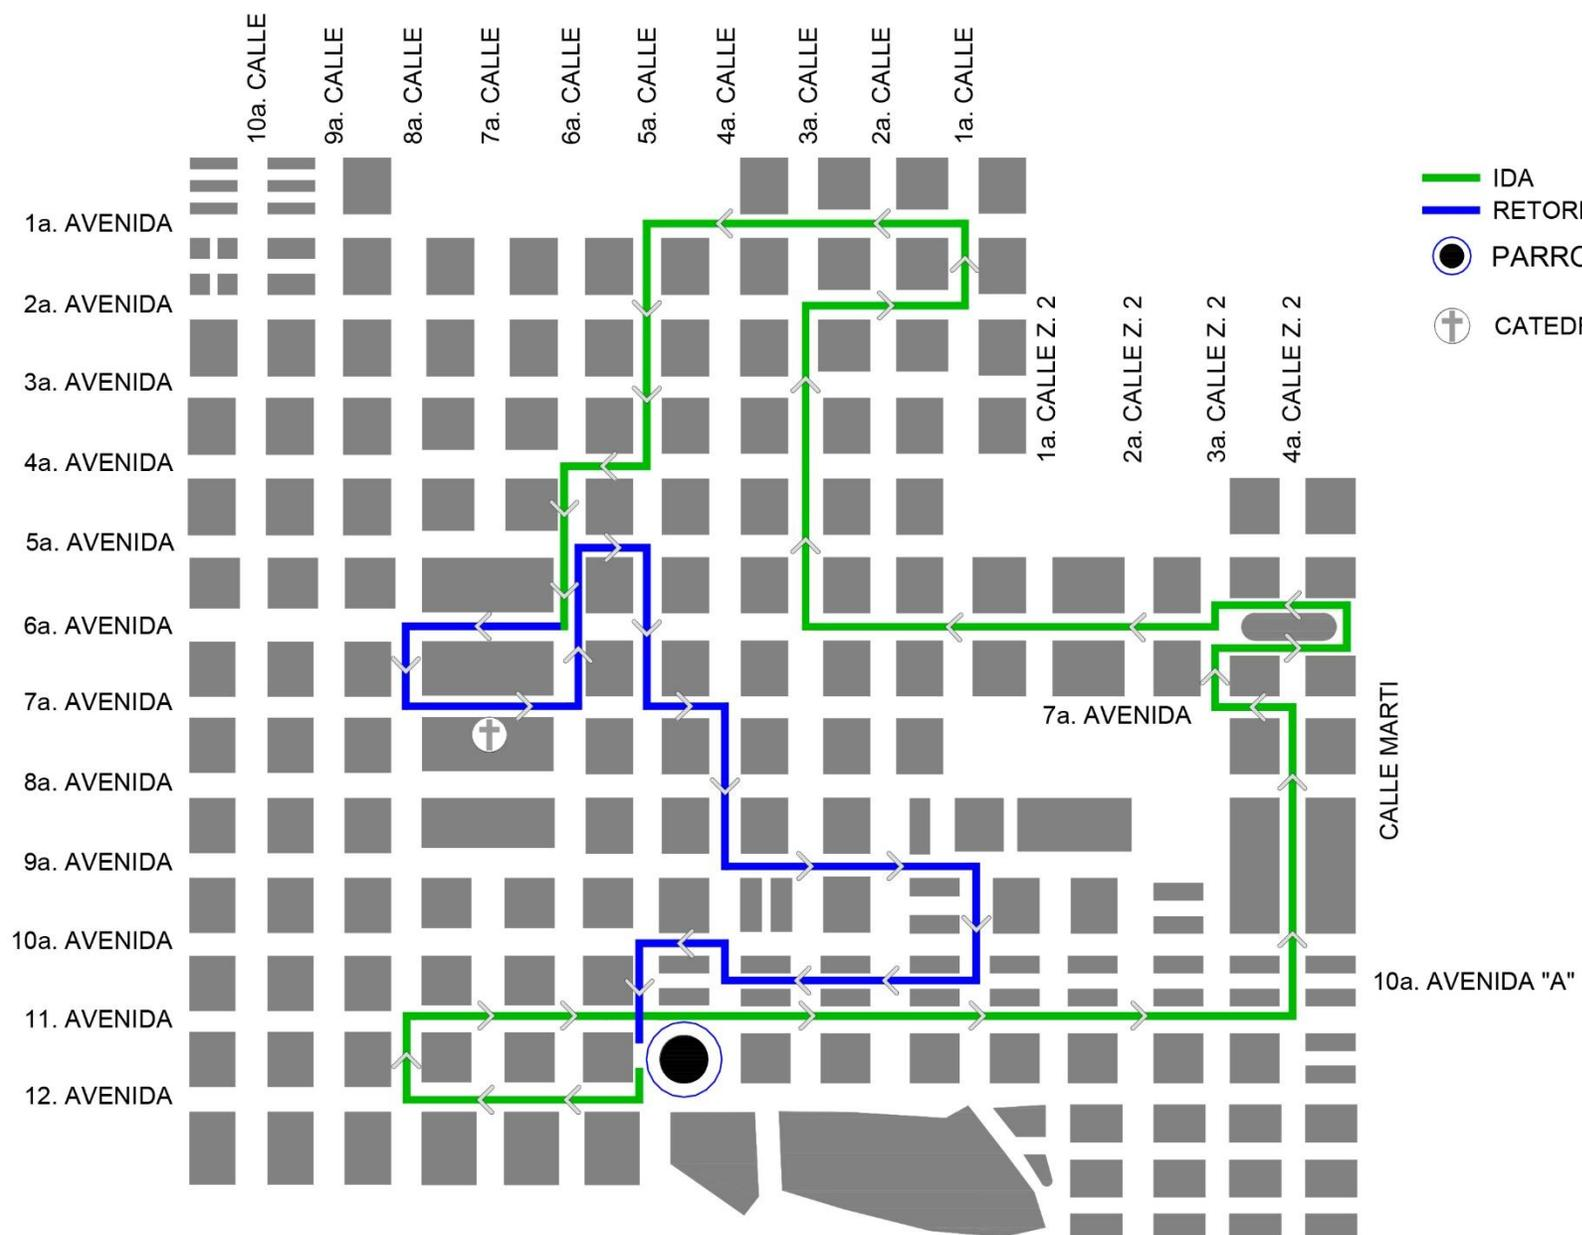 10a. CALLE
9a. CALLE
8a. CALLE
7a. CALLE
6a. CALLE
5a. CALLE
4a. CALLE
3a. CALLE
2a. CALLE
1a. CALLE
IDA
RETOR
PARRO
CATED
1a. AVENIDA
2a. AVENIDA
3a. AVENIDA
4a. AVENIDA
5a. AVENIDA
6a. AVENIDA
7a. AVENIDA
8a. AVENIDA
9a. AVENIDA
10a. AVENIDA
11. AVENIDA
12. AVENIDA
1a. CALLE Z. 2
2a. CALLE Z. 2
3a. CALLE Z. 2
4a. CALLE Z. 2
7a. AVENIDA
CALLE MARTI
10a. AVENIDA "A"